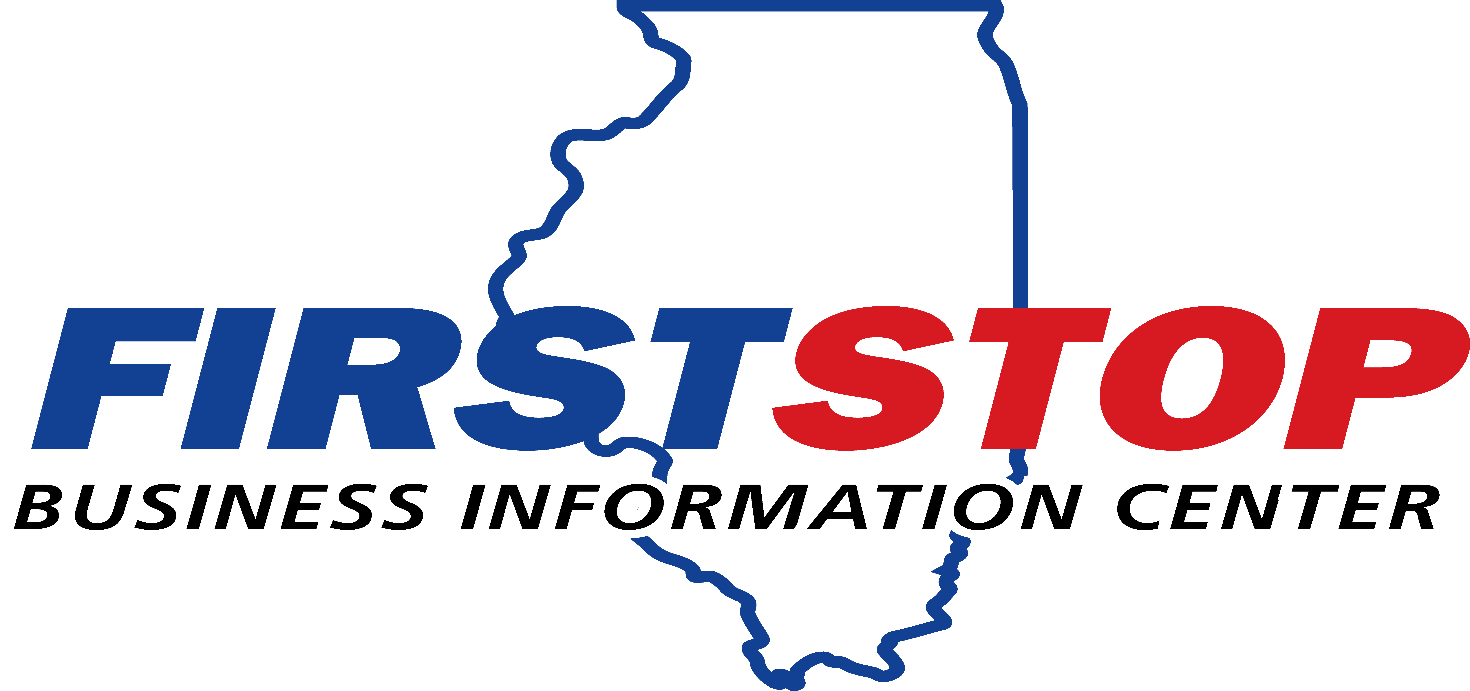 FIRSTSTOP
BUSINESS INFORMATION CENTER